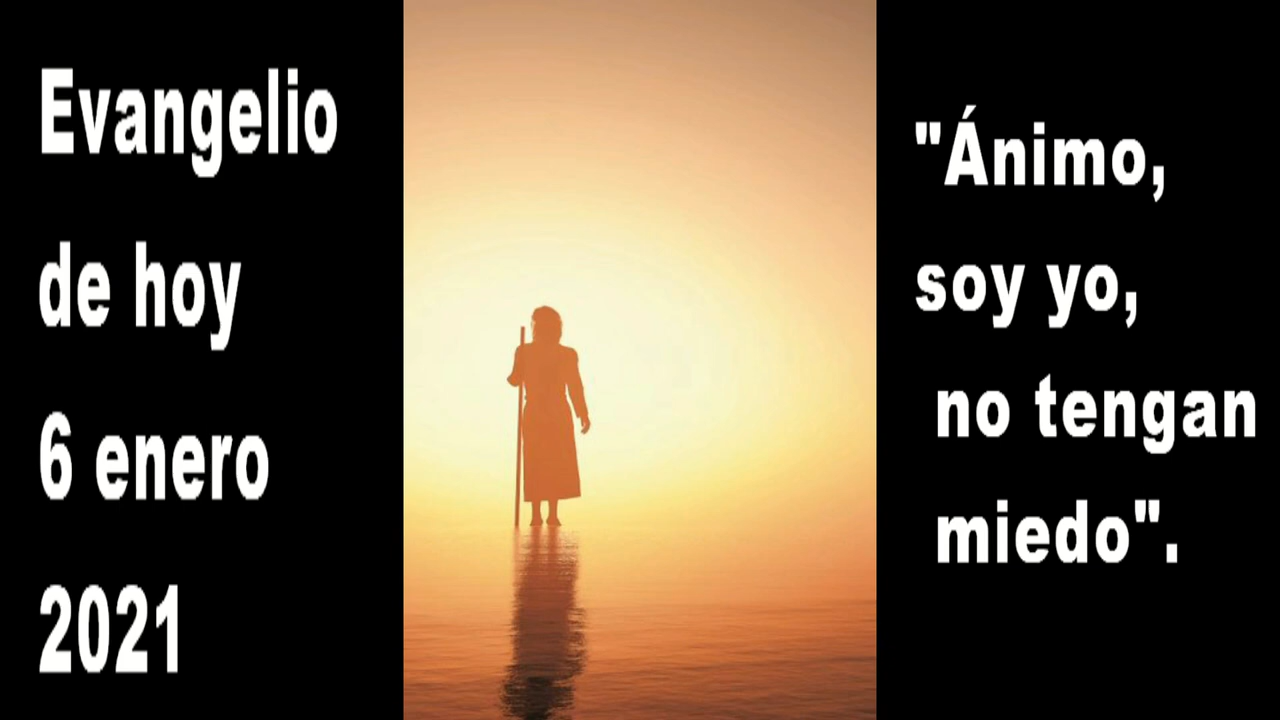 Evangelio
de hoy
6 enero
2021
"Ánimo,
soy yo,
no tengan
miedo".